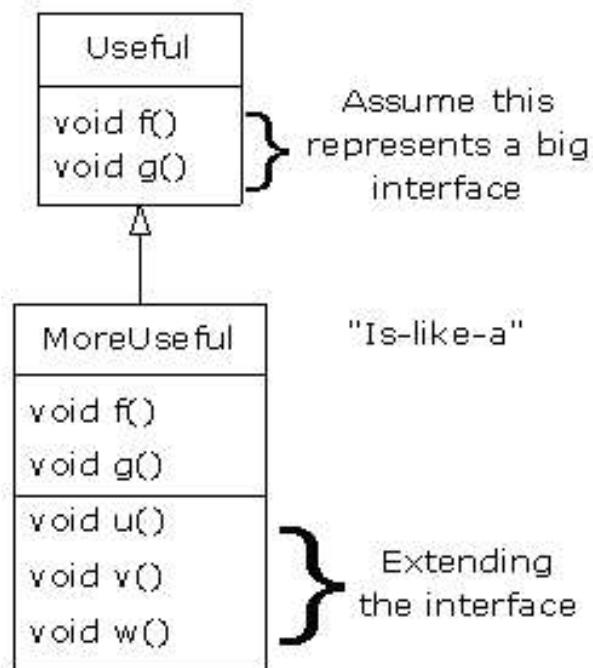 Useful
void f()
void g()
Assume this
represents a big
interface
MoreUseful
"Is-like-a"
void f()
void g()
void u()
void v()
void w()
Extending
the interface